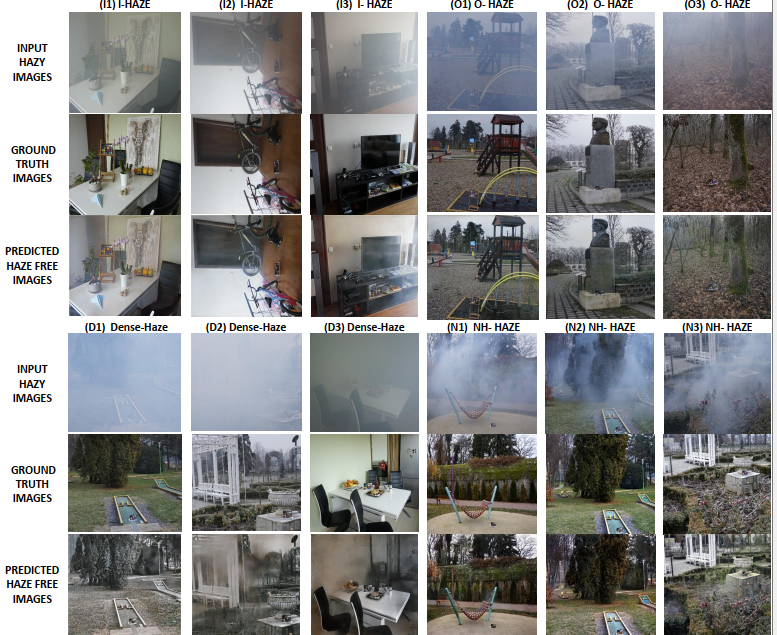 (I1) I-HAZE (I2) I-HAZE (I3) I- HAZE (O1) O- HAZE (O2) O- HAZE (O3) O- HAZE
INPUT
HAZY
IMAGES
GROUND
TRUTH
IMAGES
PREDICTED
HAZE FREE
IMAGES
(D1) Dense-Haze (D2) Dense-Haze (D3) Dense-Haze (N1) NH- HAZE (N2) NH- HAZE (N3) NH- HAZE
INPUT
HAZY
IMAGES
GROUND
TRUTH
IMAGES
PREDICTED
HAZE FREE
IMAGES